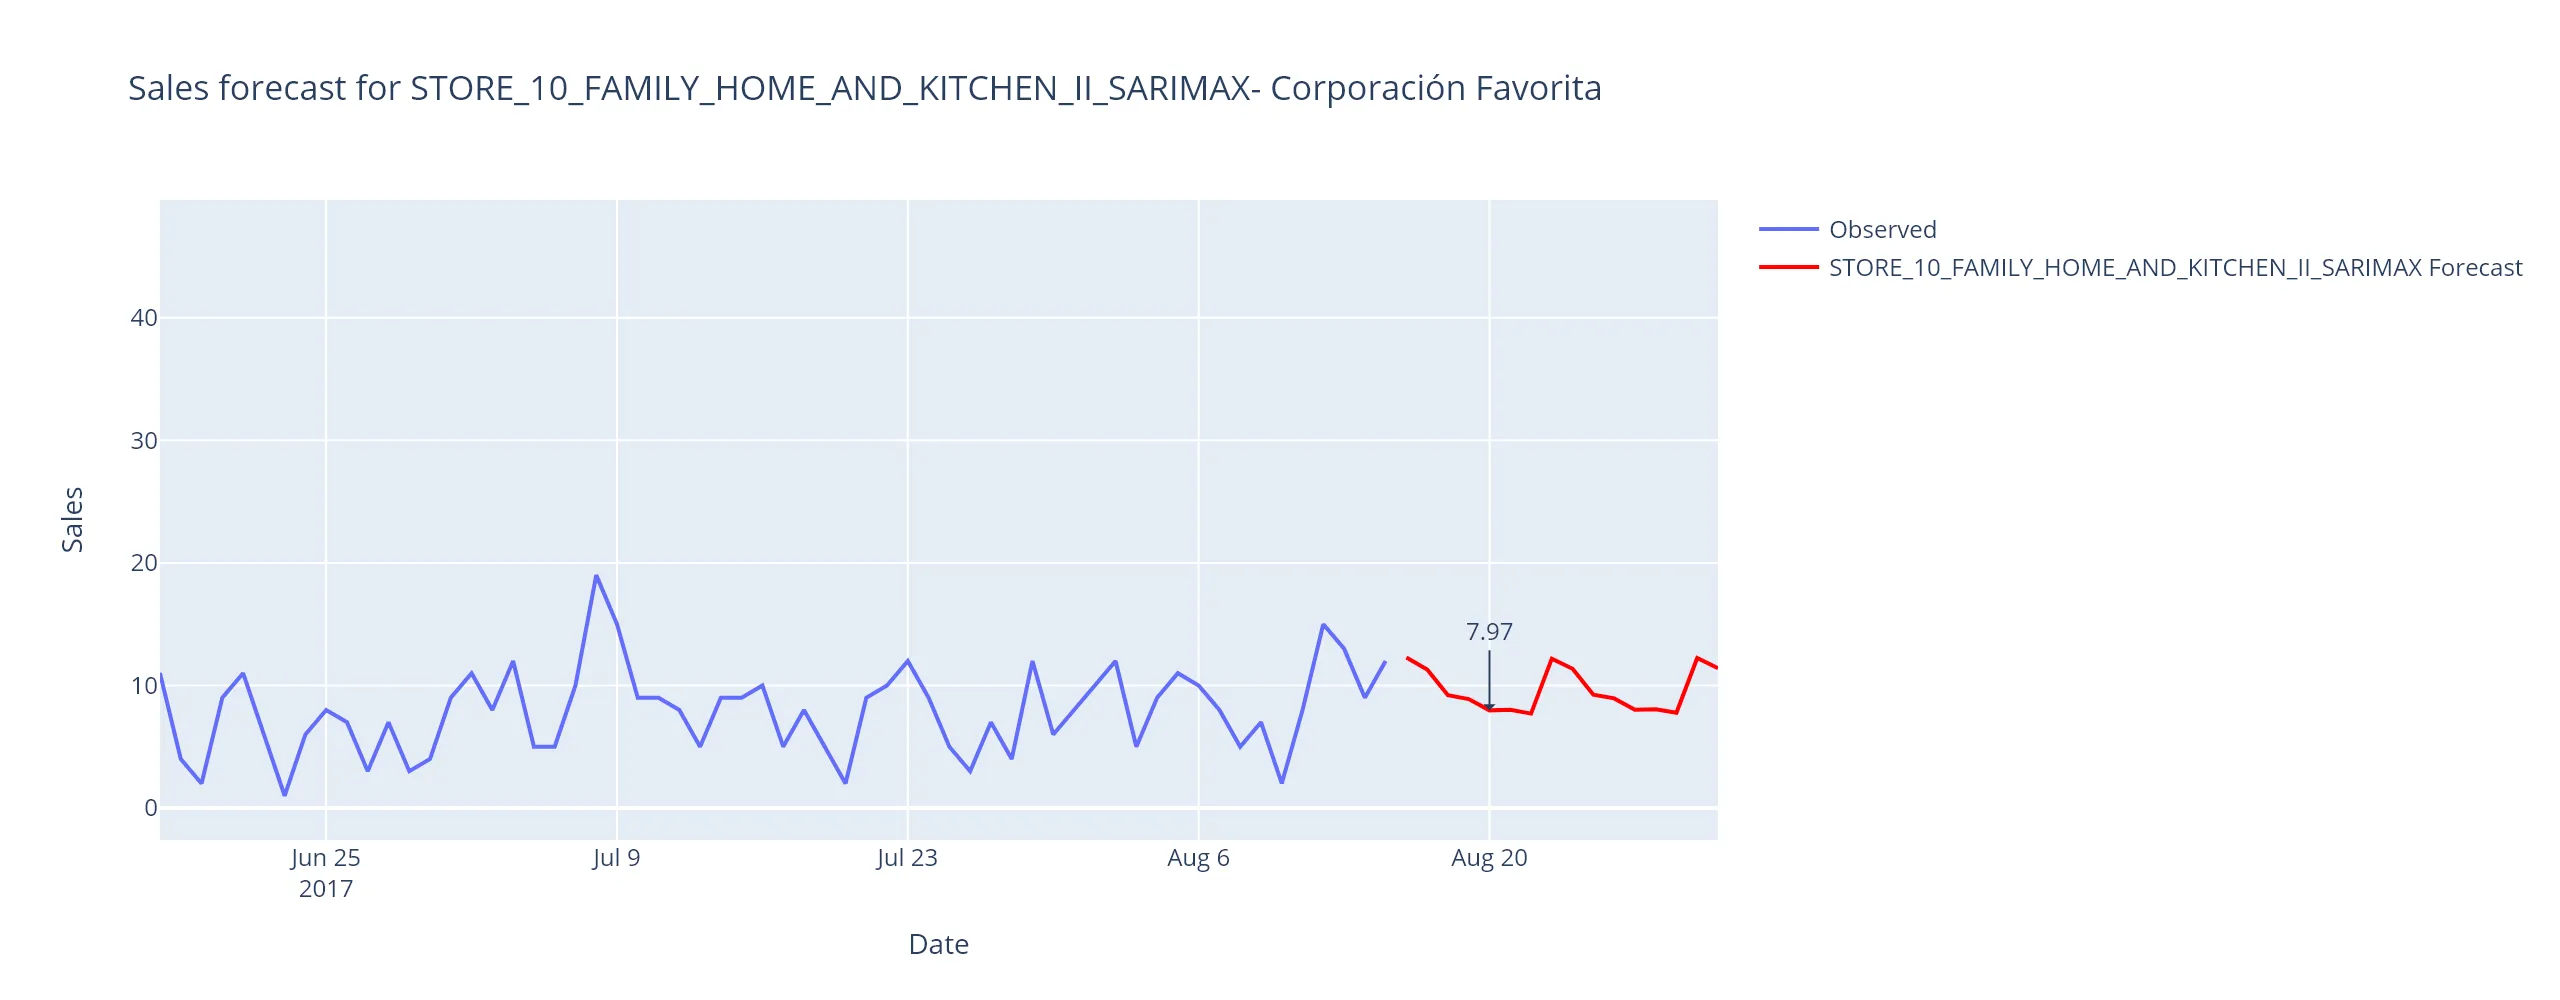 Sales forecast for STORE_10_FAMILY_HOME_AND_KITCHEN_II_SARIMAX- Corporación Favorita
Observed
STORE_10_FAMILY_HOME_AND_KITCHEN_II_SARIMAX Forecast
40
30
20
10
0
Sales
7.97
Jun 25
2017
Jul 9
Jul 23
Aug 6
Aug 20
Date